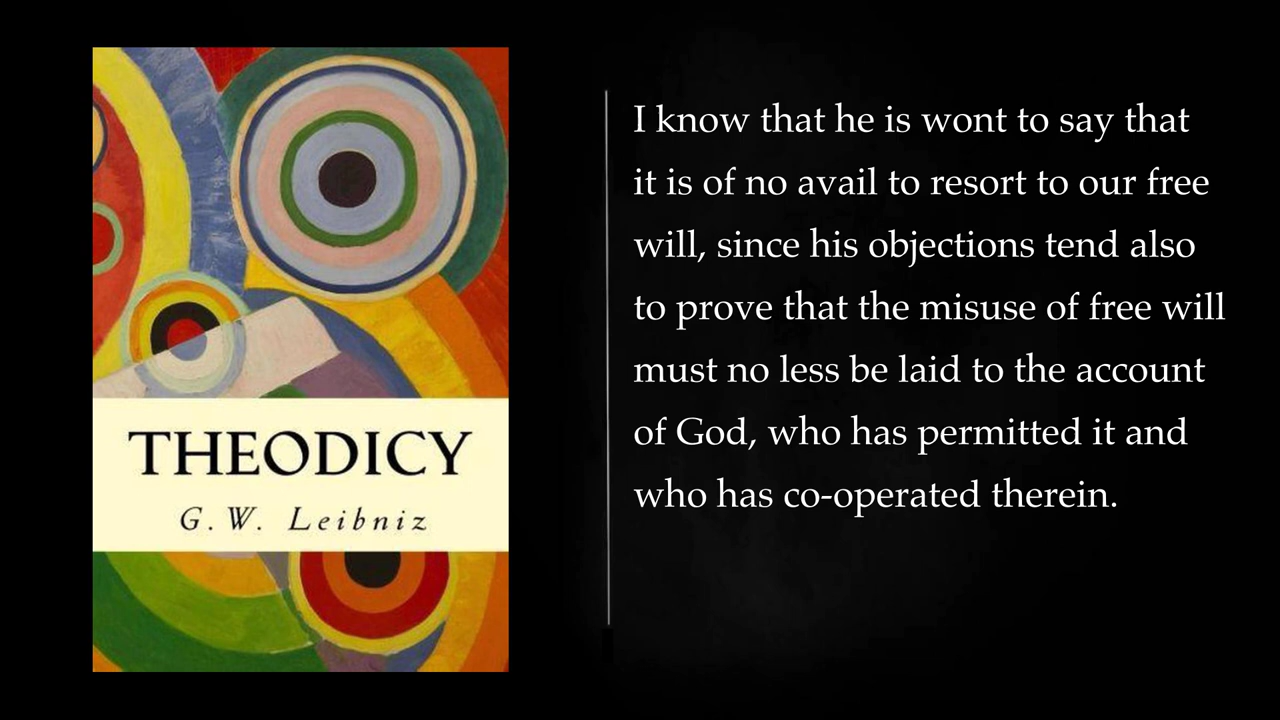 THEODICY
G. W. Leibniz
I know that he is wont to say that
it is of no avail to resort to our free
will, since his objections tend also
to prove that the misuse of free will
must no less be laid to the account
of God, who has permitted it and
who has co-operated therein.